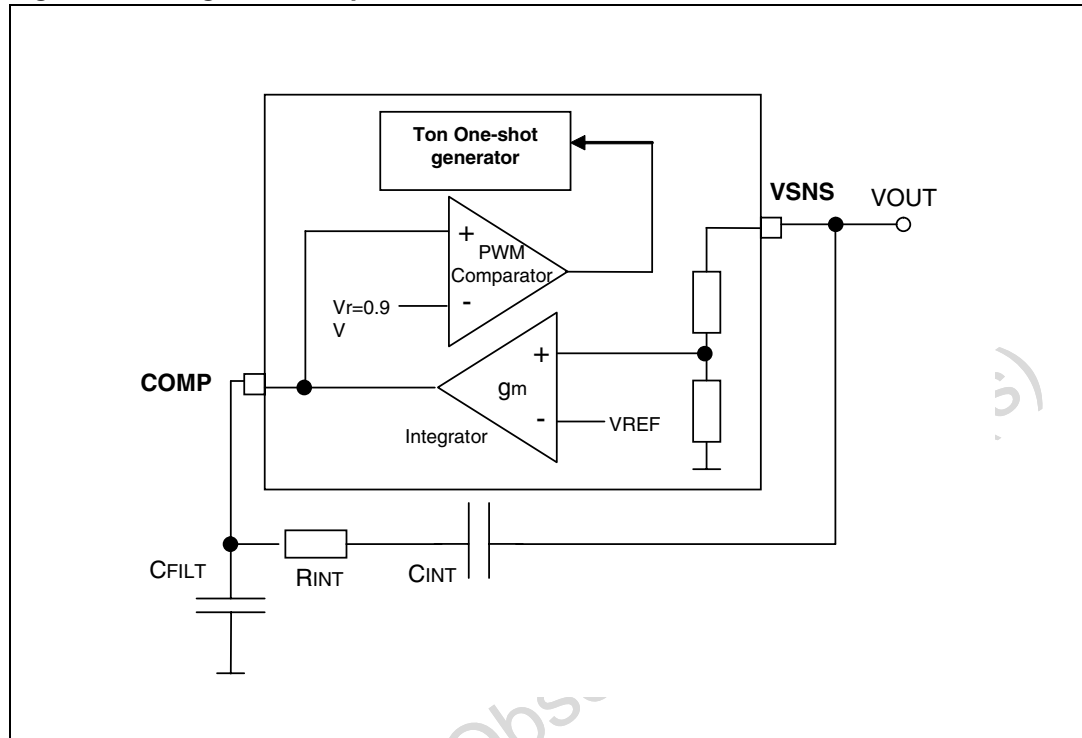 Ton One-shot
generator
VSNS
VOUT
+
PWM
Comparator
-
Vr=0.9
V
+
COMP
gm
-
VREF
Integrator
CFILT
RINT
CINT